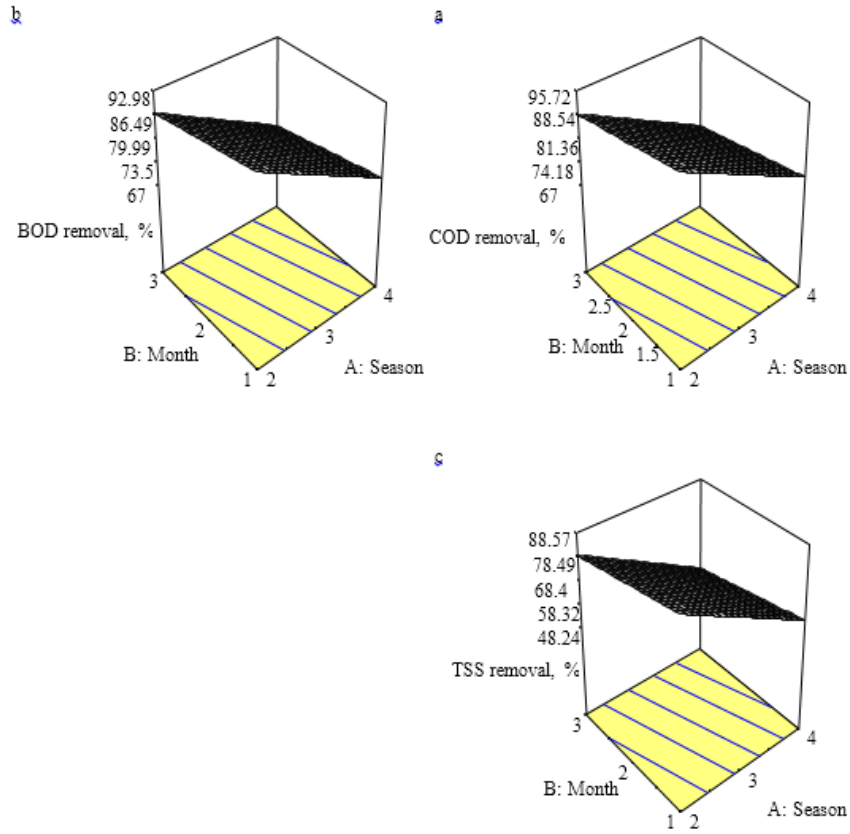 b
92.98
86.49
79.99
73.5
67
BOD removal, %
3
2
B: Month
1
2
3
4
A: Season
a
95.72
88.54
81.36
74.18
67
COD removal, %
3
2.5
2
B: Month
1.5
1
2
3
4
A: Season
c
88.57
78.49
68.4
58.32
48.24
TSS removal, %
3
2
B: Month
1
2
3
4
A: Season